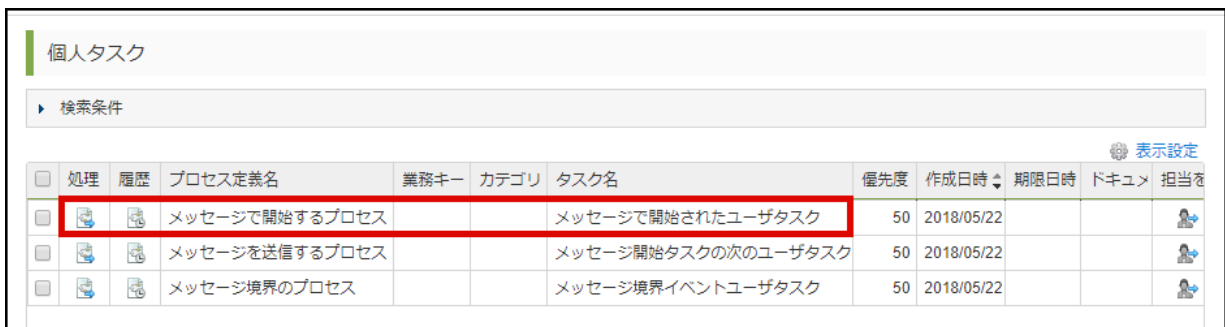 個人タスク
検索条件
表示設定
処理 履歴 プロセス定義名 業務キー カテゴリ タスク名 優先度 作成日時 期限日時 ドキュメ 担当を
メッセージで開始するプロセス メッセージで開始されたユーザタスク 50 2018/05/22
メッセージを送信するプロセス メッセージ開始タスクの次のユーザタスク 50 2018/05/22
メッセージ境界のプロセス メッセージ境界イベントユーザタスク 50 2018/05/22